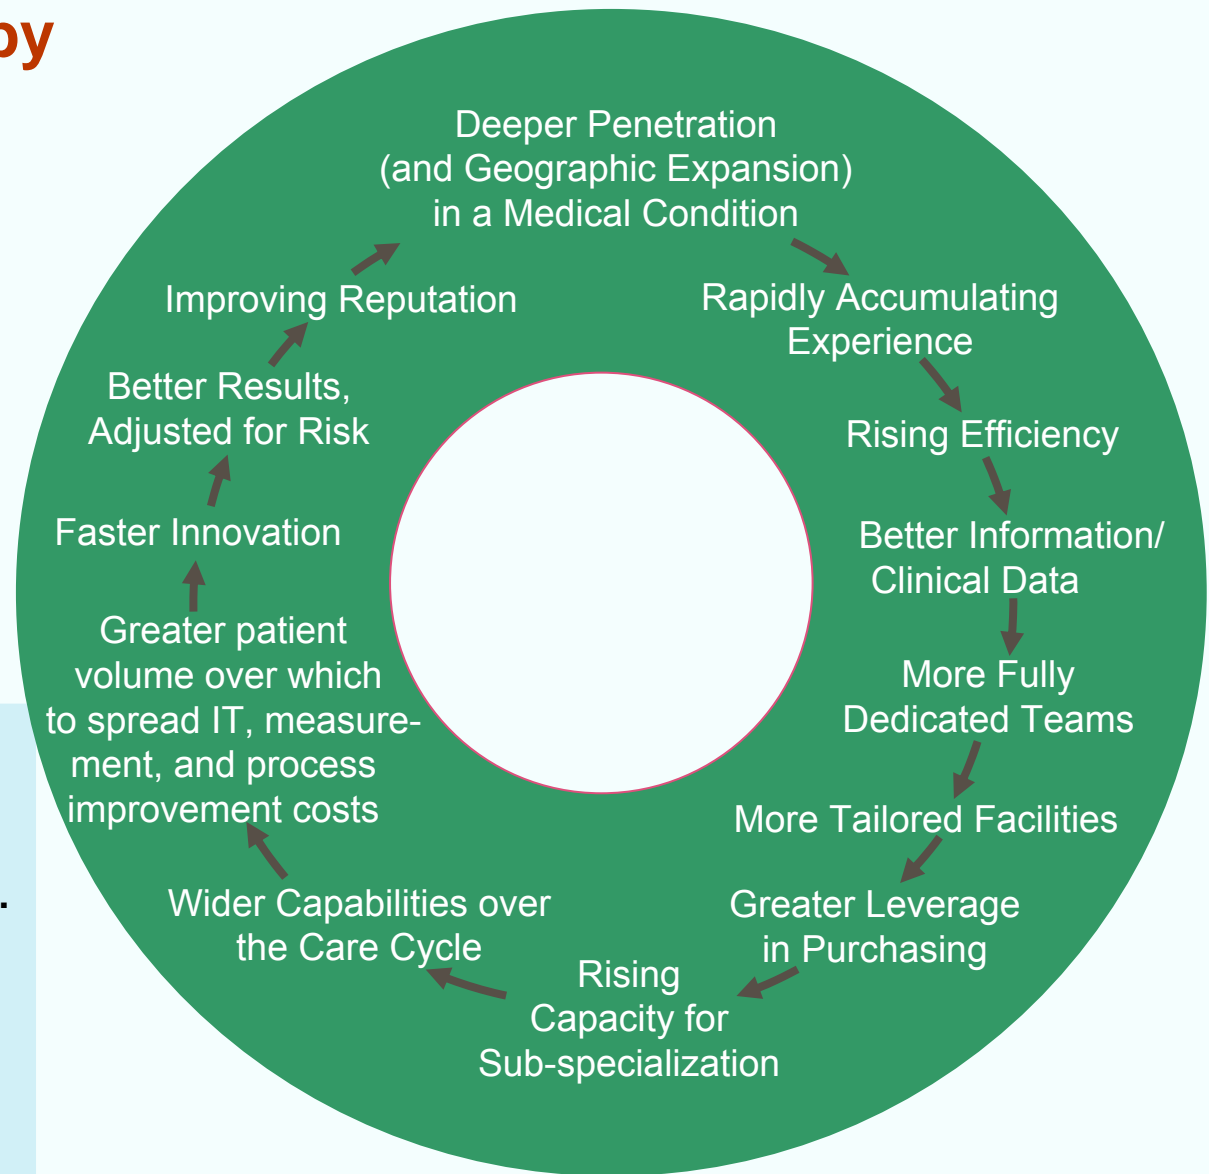 by
Deeper Penetration
(and Geographic Expansion)
in a Medical Condition
Rapidly Accumulating
Experience
Rising Efficiency
Better Information/
Clinical Data
More Fully
Dedicated Teams
More Tailored Facilities
Greater Leverage
in Purchasing
Rising
Capacity for
Sub-specialization
Wider Capabilities over
the Care Cycle
Greater patient
volume over which
to spread IT, measure-
ment, and process
improvement costs
Faster Innovation
Better Results,
Adjusted for Risk
Improving Reputation
.